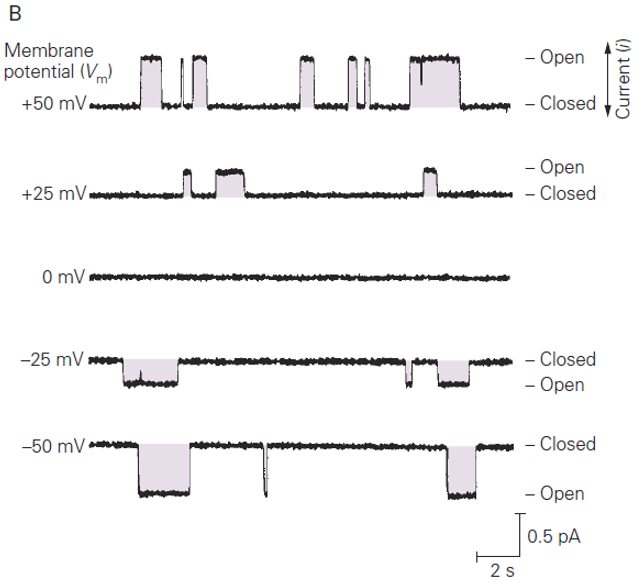 B
Membrane
potential (Vm)
+50 mV
– Open
– Closed
Current (i)
+25 mV
– Open
– Closed
0 mV
–25 mV
– Closed
– Open
–50 mV
– Closed
– Open
0.5 pA
2 s